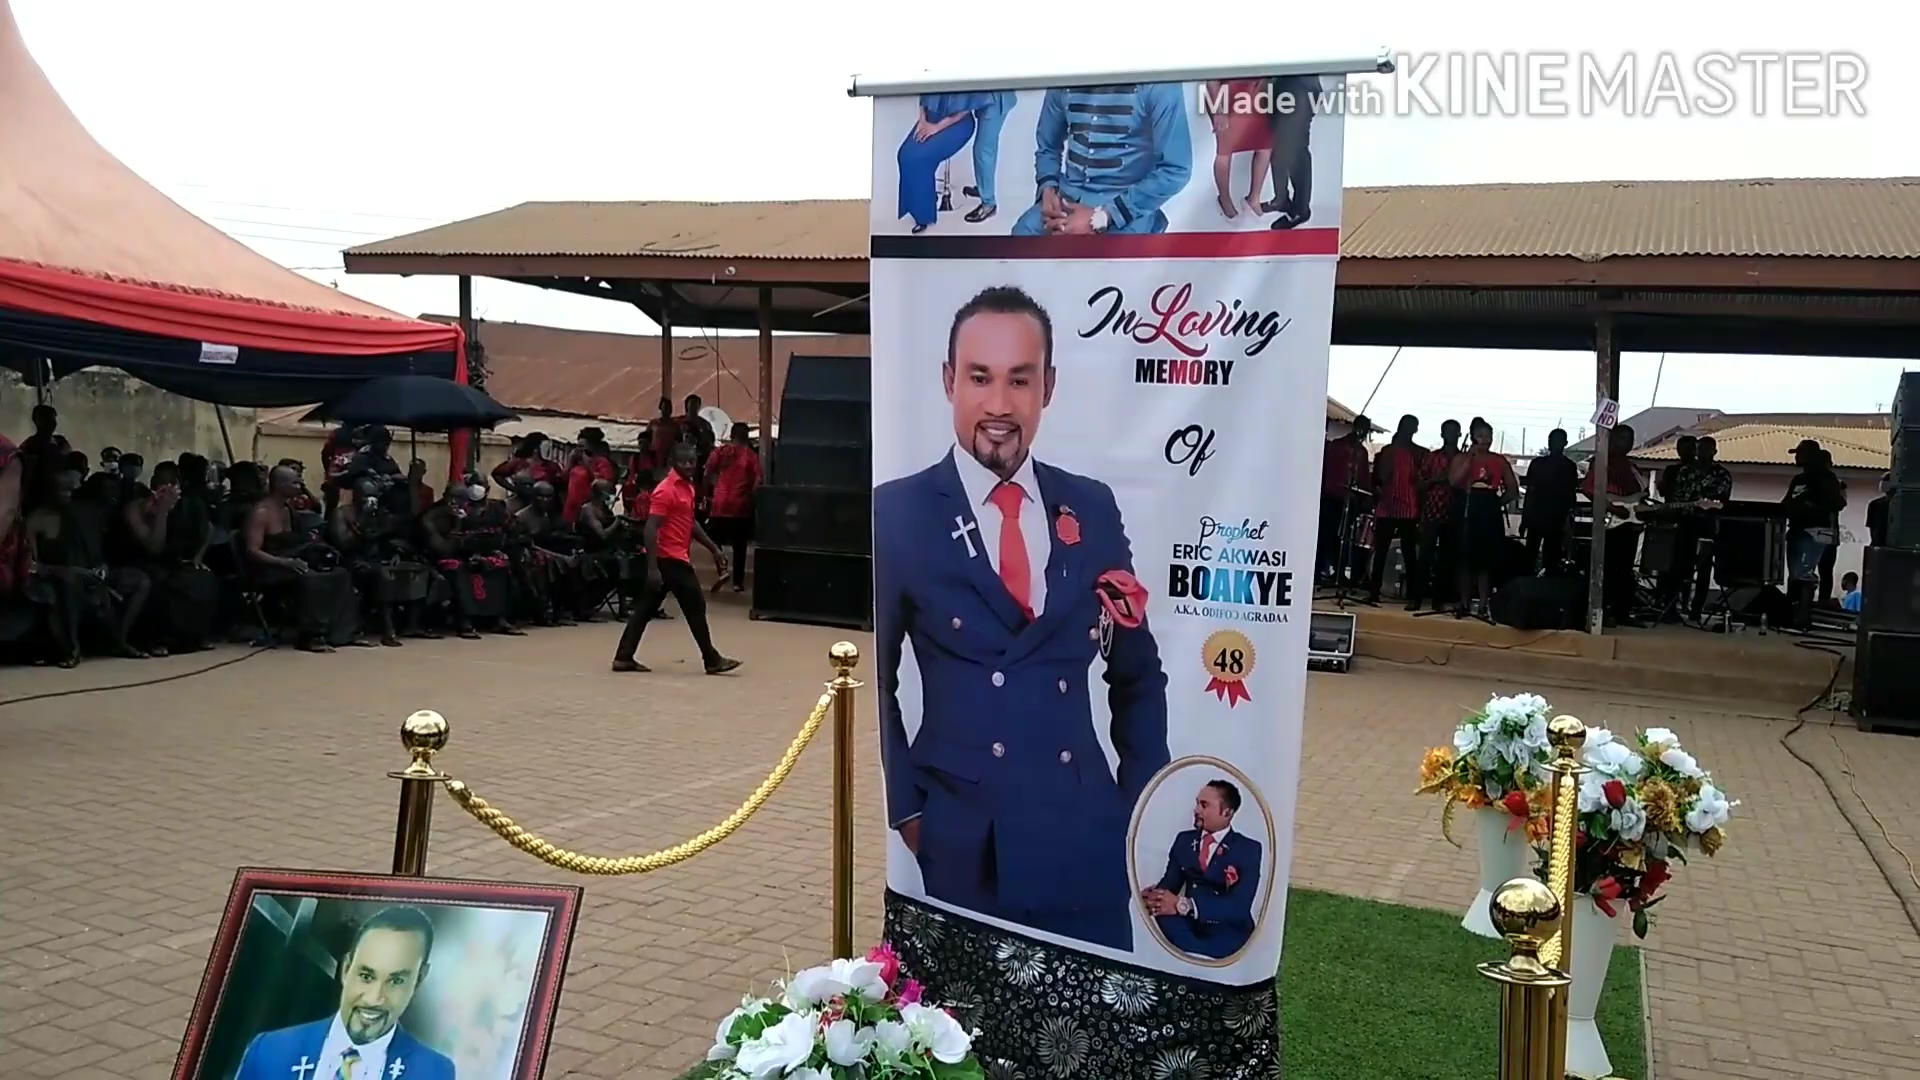 Made with KINEMASTER
In Loving
MEMORY
Of
Prophet
ERIC AKWASI
BOAKYE
A.K.A. ODIFOƆ AGRADAA
48